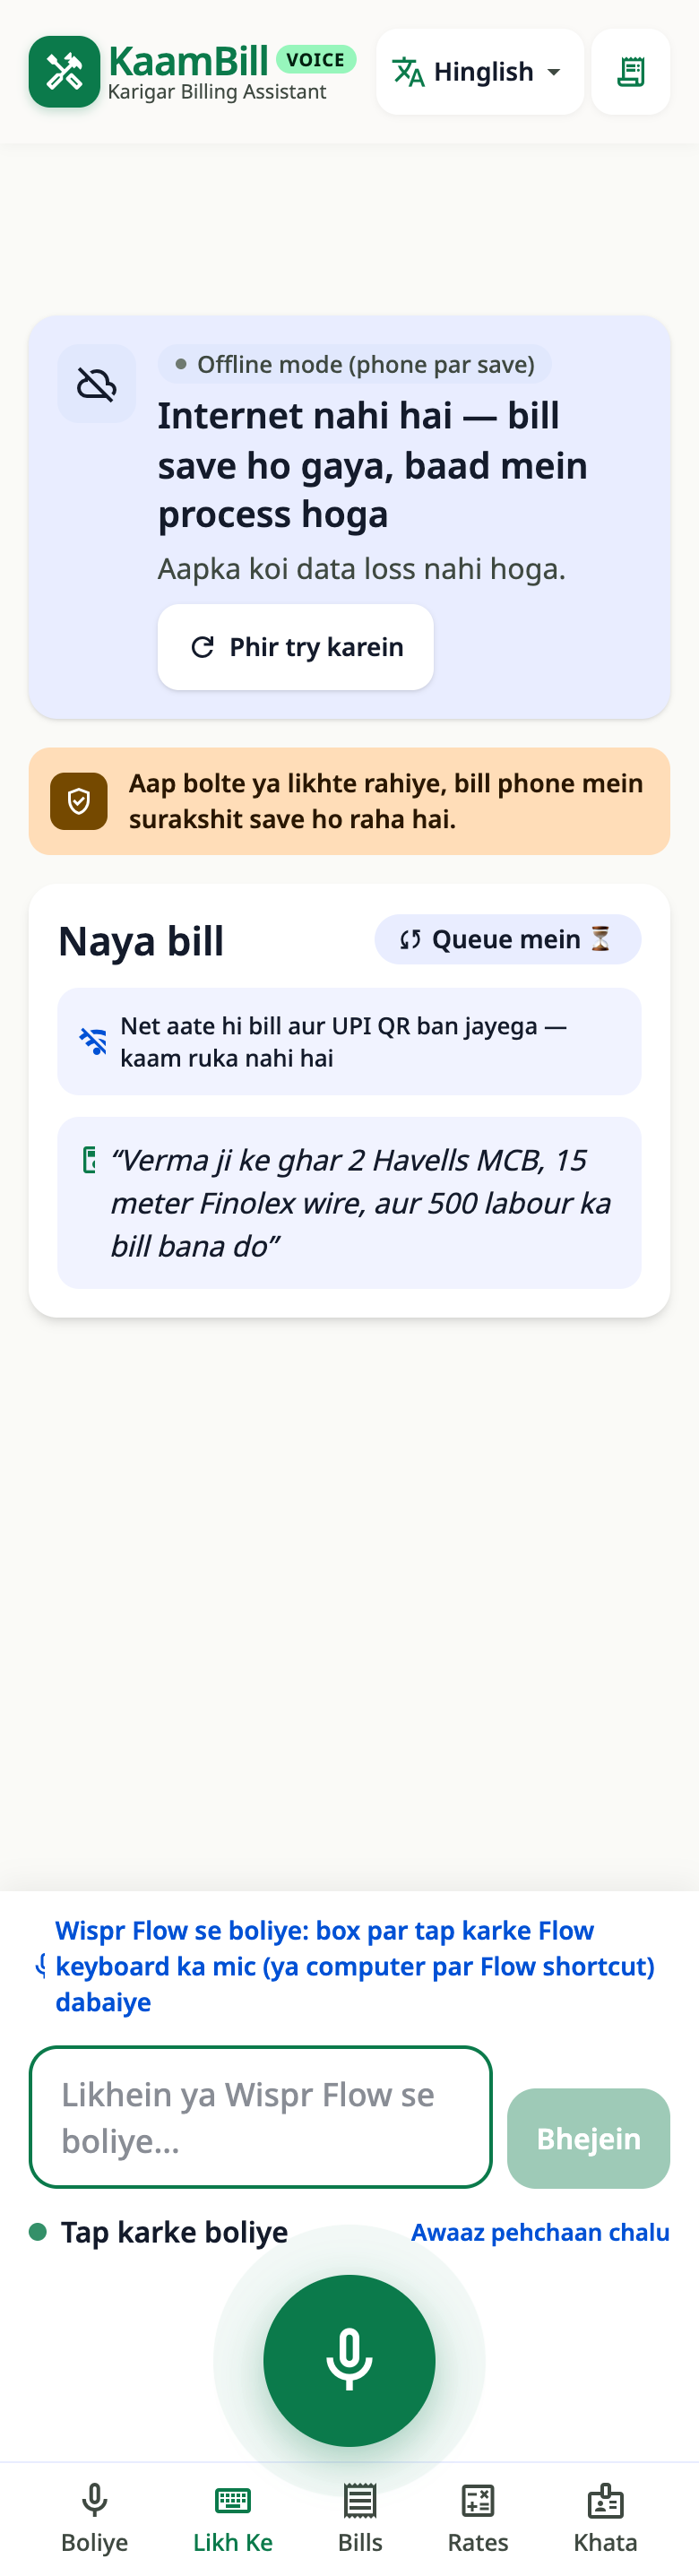 KaamBill VOICE
Karigar Billing Assistant
Hinglish
Offline mode (phone par save)
Internet nahi hai — bill
save ho gaya, baad mein
process hoga
Aapka koi data loss nahi hoga.
Phir try karein
Aap bolte ya likhte rahiye, bill phone mein
surakshit save ho raha hai.
Naya bill
Queue mein ⏳
Net aate hi bill aur UPI QR ban jayega —
kaam ruka nahi hai
“Verma ji ke ghar 2 Havells MCB, 15
meter Finolex wire, aur 500 labour ka
bill bana do”
Wispr Flow se boliye: box par tap karke Flow
keyboard ka mic (ya computer par Flow shortcut)
dabaiye
Likhein ya Wispr Flow se
boliye...
Bhejein
Tap karke boliye
Awaaz pehchaan chalu
Boliye
Likh Ke
Bills
Rates
Khata